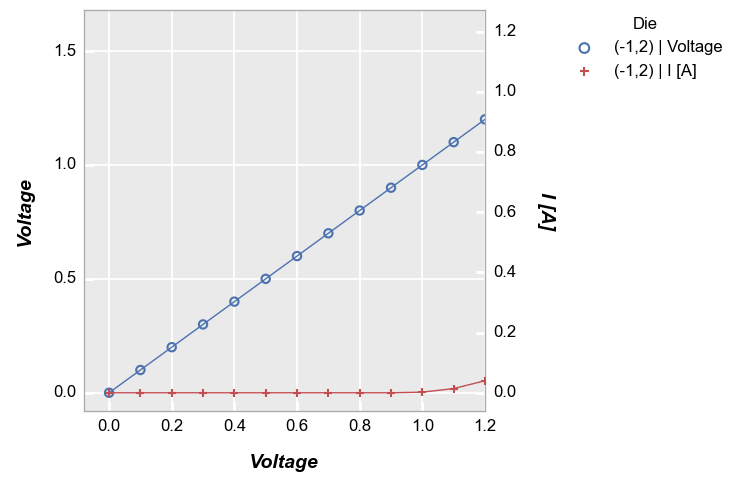 Die
(-1,2) | Voltage
(-1,2) | I [A]
1.5
1.0
0.5
0.0
Voltage
1.2
1.0
0.8
0.6
0.4
0.2
0.0
I [A]
0.0 0.2 0.4 0.6 0.8 1.0 1.2
Voltage